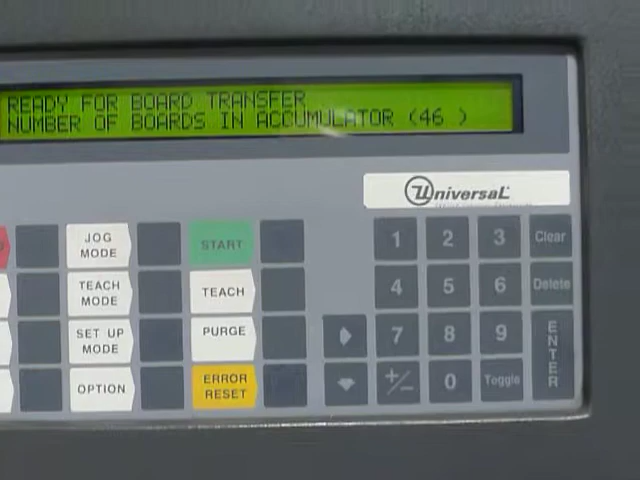 READY FOR BOARD TRANSFER
NUMBER OF BOARDS IN ACCUMULATOR (46 )
Universal
JOG
MODE
START
1
2
3
Clear
TEACH
MODE
TEACH
4
5
6
Delete
SET UP
MODE
PURGE
7
8
9
ENTER
OPTION
ERROR
RESET
+/-
0
Toggle